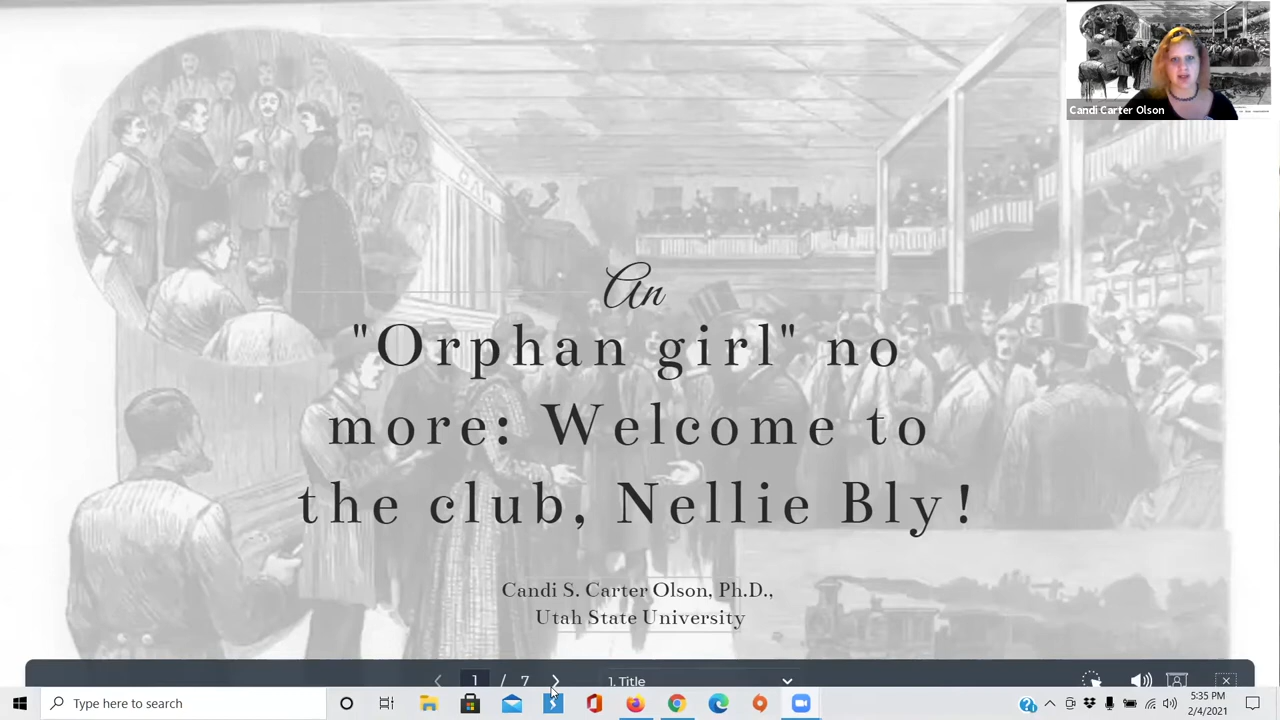 Candi Carter Olson
An
"Orphan girl" no
more: Welcome to
the club, Nellie Bly!
Candi S. Carter Olson, Ph.D.,
Utah State University
1 / 7 1. Title
Type here to search
5:35 PM
2/4/2021